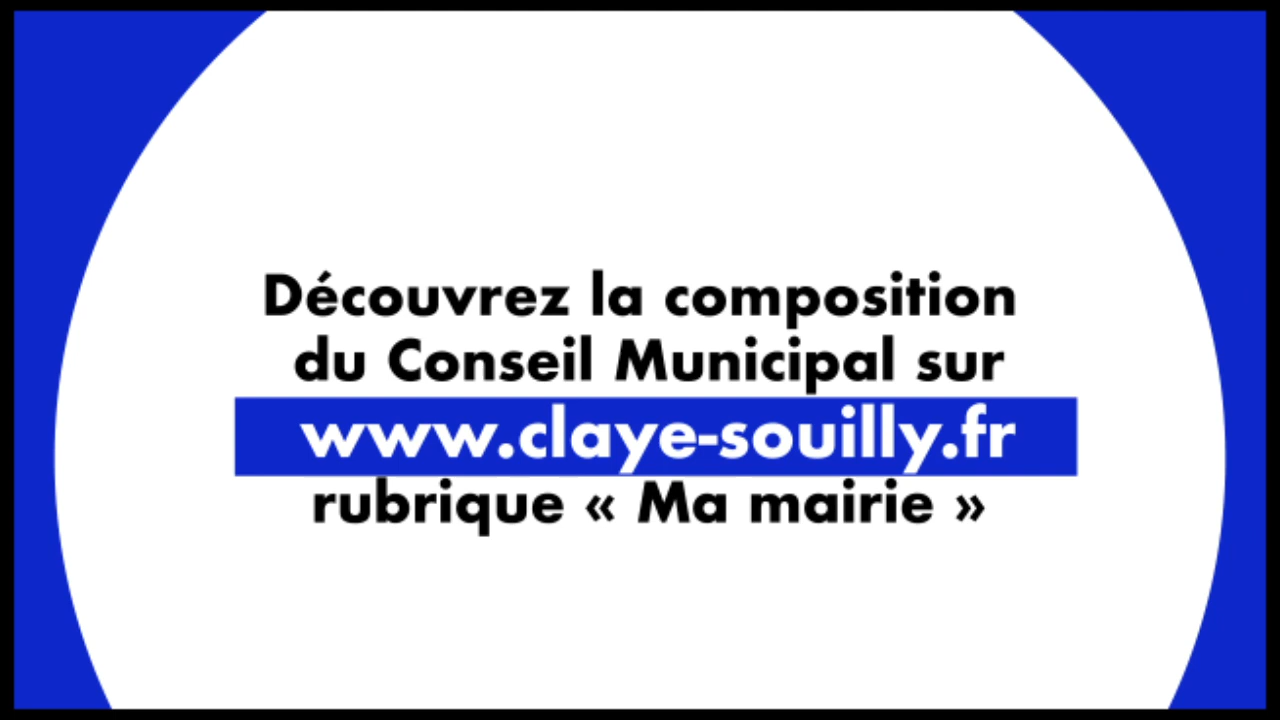 Découvrez la composition
du Conseil Municipal sur
www.claye-souilly.fr
rubrique « Ma mairie »